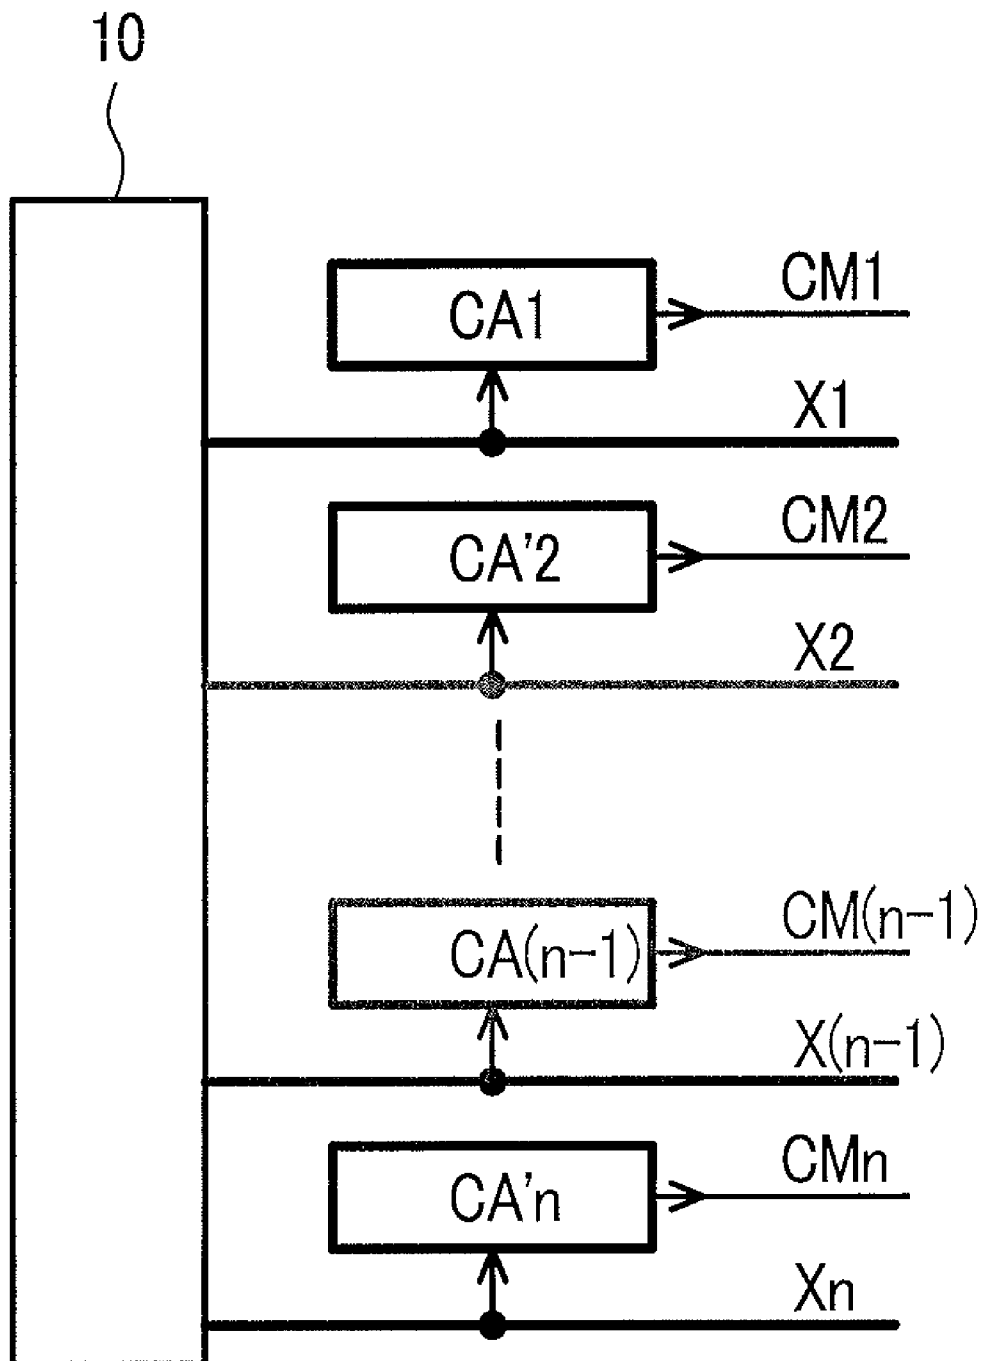 10
CM1
CA1
X1
CM2
CA'2
X2
CM(n-1)
CA(n-1)
X(n-1)
CMn
CA'n
Xn